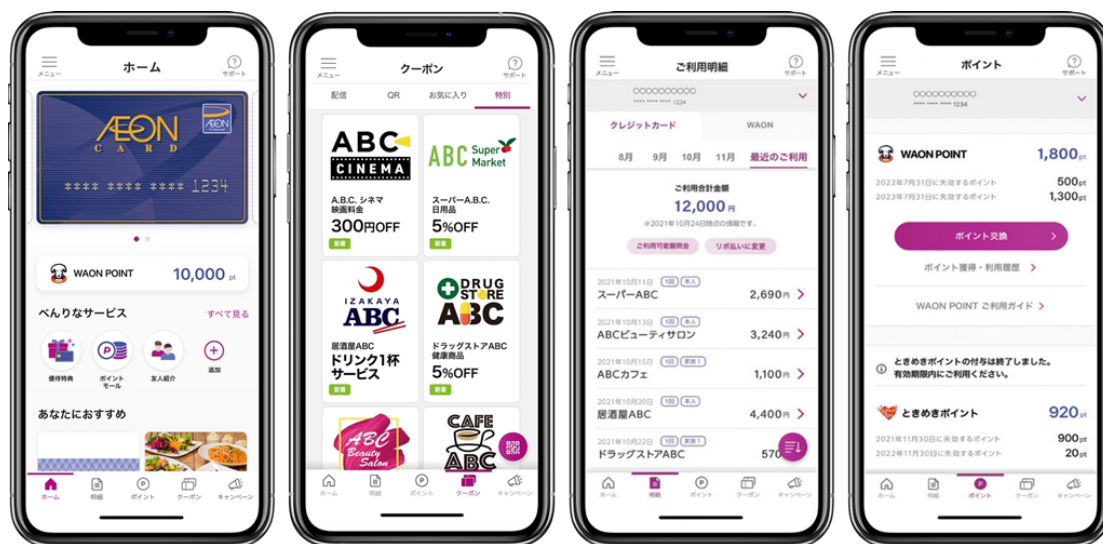 メニュー
ホーム
サポート
ÆON
CARD
ÆON
Financial
**** **** **** 1234
WAON POINT
10,000 pt
べんりなサービス
すべて見る
優待特典
ポイント
モール
友人紹介
追加
あなたにおすすめ
ホーム
明細
ポイント
クーポン
キャンペーン
メニュー
クーポン
サポート
配信
QR
お気に入り
特別
ABC
CINEMA
A.B.C. シネマ
映画料金
300円OFF
新着
ABC Super
Market
スーパーA.B.C.
日用品
5%OFF
新着
IZAKAYA
ABC
居酒屋ABC
ドリンク1杯
サービス
新着
DRUG
STORE
ABC
ドラッグストアABC
健康商品
5%OFF
新着
ABC
Beauty
Salon
CAFE
ABC
ホーム
明細
ポイント
クーポン
キャンペーン
メニュー
ご利用明細
サポート
○○○○○○○○○○
**** **** **** 1234
クレジットカード
WAON
8月
9月
10月
11月
最近のご利用
ご利用合計金額
12,000 円
※2021年10月24日時点の情報です。
ご利用可能額照会
リボ払いに変更
2021年10月11日 1回 本人
スーパーABC
2,690円
2021年10月13日 1回 本人
ABCビューティサロン
3,240円
2021年10月15日 1回 家族1
ABCカフェ
1,100円
2021年10月20日 1回 本人
居酒屋ABC
4,400円
2021年10月22日 1回 家族1
ドラッグストアABC
570
ホーム
明細
ポイント
クーポン
キャンペーン
メニュー
ポイント
サポート
○○○○○○○○○○
**** **** **** 1234
WAON POINT
1,800pt
2022年7月31日に失効するポイント
500pt
2023年7月31日に失効するポイント
1,300pt
ポイント交換
ポイント獲得・利用履歴
WAON POINT ご利用ガイド
ときめきポイントの付与は終了しました。
有効期限内にご利用ください。
ときめきポイント
920pt
2021年11月30日に失効するポイント
900pt
2022年11月30日に失効するポイント
20pt
ホーム
明細
ポイント
クーポン
キャンペーン